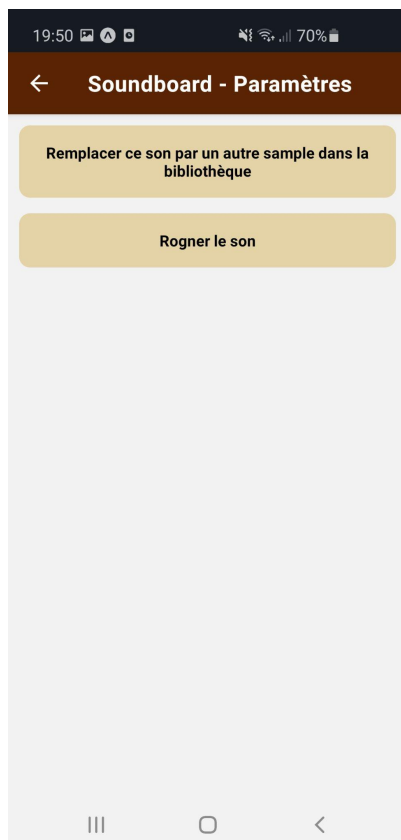 19:50 70%
Soundboard - Paramètres
Remplacer ce son par un autre sample dans la
bibliothèque
Rogner le son